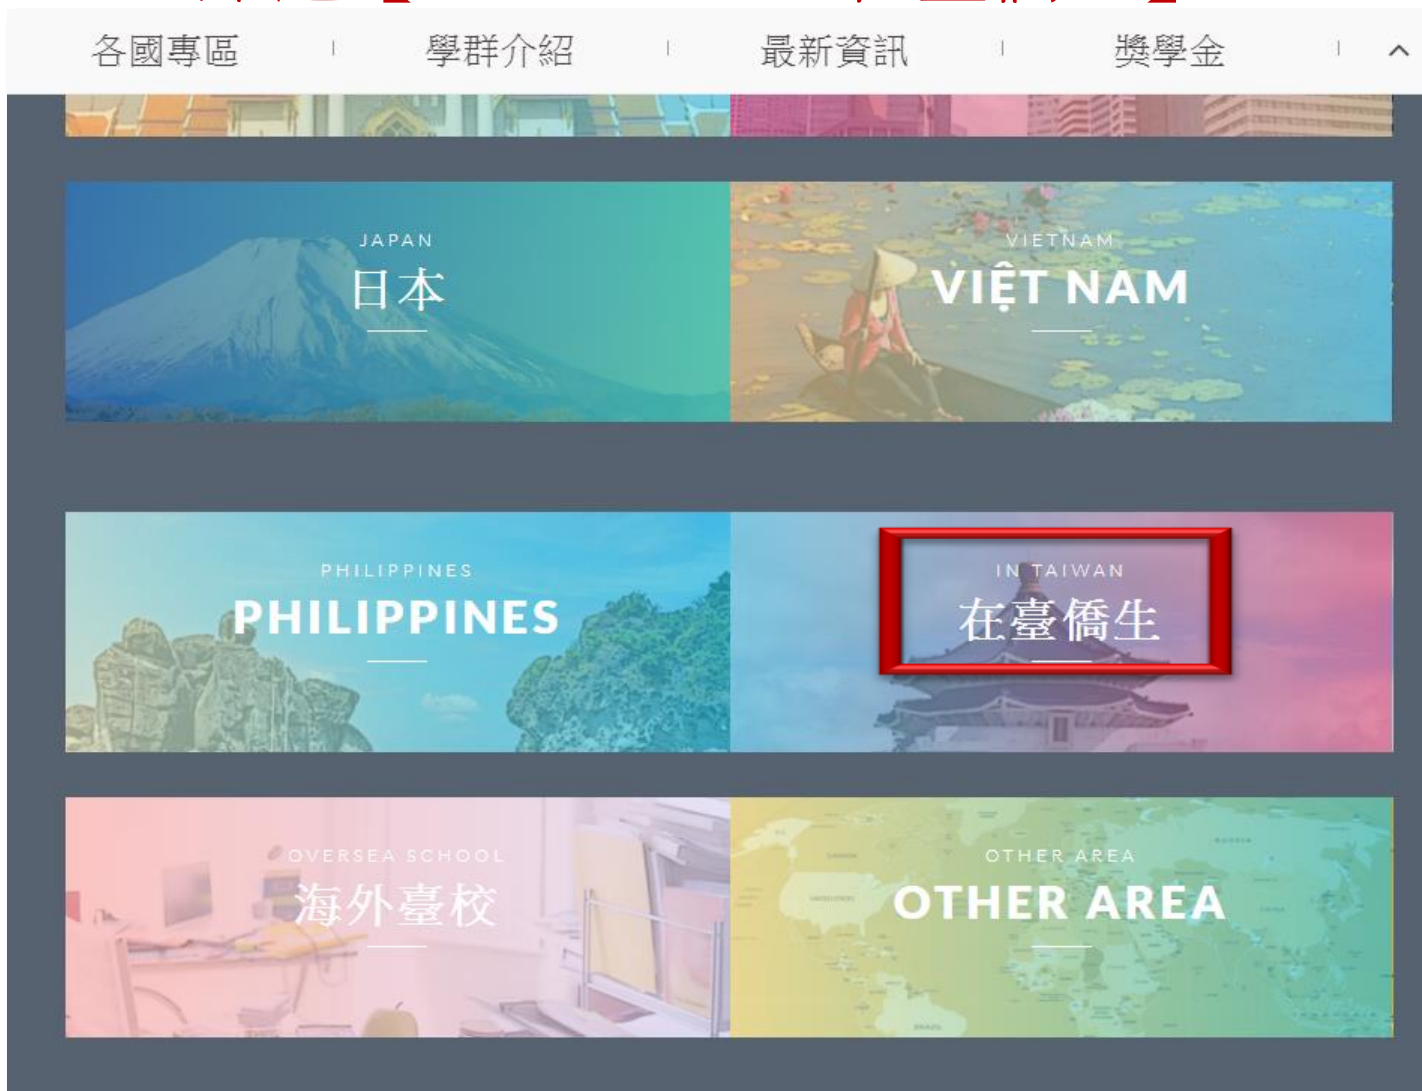 各國專區 學群介紹 最新資訊 獎學金
JAPAN
日本
VIETNAM
VIỆT NAM
PHILIPPINES
PHILIPPINES
IN TAIWAN
在臺僑生
OVERSEA SCHOOL
海外臺校
OTHER AREA
OTHER AREA